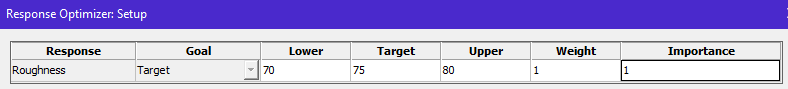 Response Optimizer: Setup
Response Goal Lower Target Upper Weight Importance
Roughness Target 70 75 80 1 1